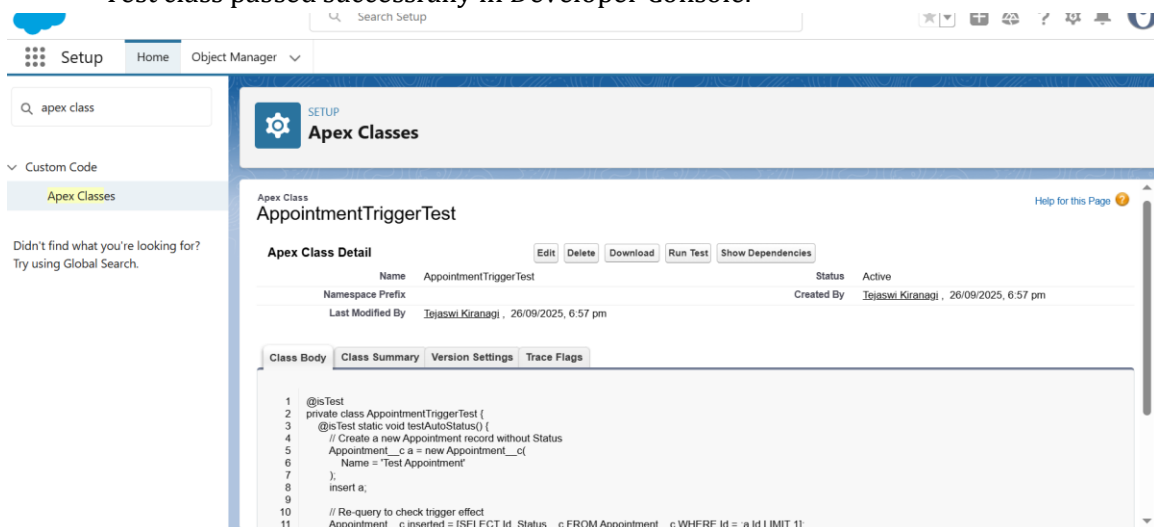 Test class passed successfully in Developer Console.
Search Setup
Setup Home Object Manager
apex class
SETUP
Apex Classes
Custom Code
Apex Classes
Didn't find what you're looking for?
Try using Global Search.
Apex Class
AppointmentTriggerTest
Help for this Page
Apex Class Detail
Edit Delete Download Run Test Show Dependencies
Name AppointmentTriggerTest Status Active
Namespace Prefix Created By Tejaswi Kiranagi , 26/09/2025, 6:57 pm
Last Modified By Tejaswi Kiranagi , 26/09/2025, 6:57 pm
Class Body Class Summary Version Settings Trace Flags
1 @isTest
2 private class AppointmentTriggerTest {
3 @isTest static void testAutoStatus() {
4 // Create a new Appointment record without Status
5 Appointment__c a = new Appointment__c(
6 Name = 'Test Appointment'
7 );
8 insert a;
9
10 // Re-query to check trigger effect
11 Appointment__c inserted = [SELECT Id, Status__c FROM Appointment__c WHERE Id = :a.Id LIMIT 1];